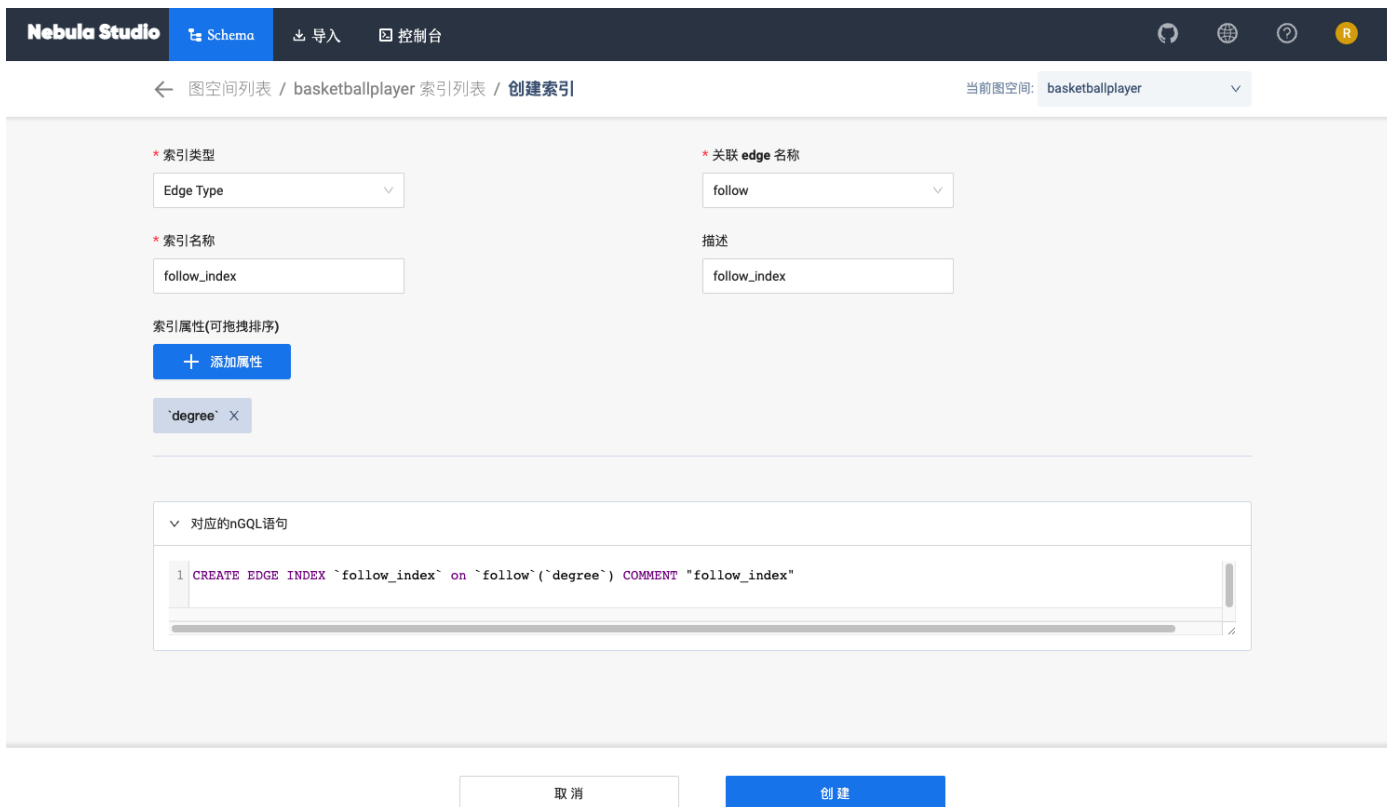 Nebula Studio Schema 导入 控制台 R
图空间列表 / basketballplayer 索引列表 / 创建索引 当前图空间: basketballplayer
* 索引类型 * 关联 edge 名称
Edge Type follow
* 索引名称 描述
follow_index follow_index
索引属性(可拖拽排序)
添加属性
`degree`
对应的nGQL语句
1 CREATE EDGE INDEX `follow_index` on `follow`(`degree`) COMMENT "follow_index"
取消 创建